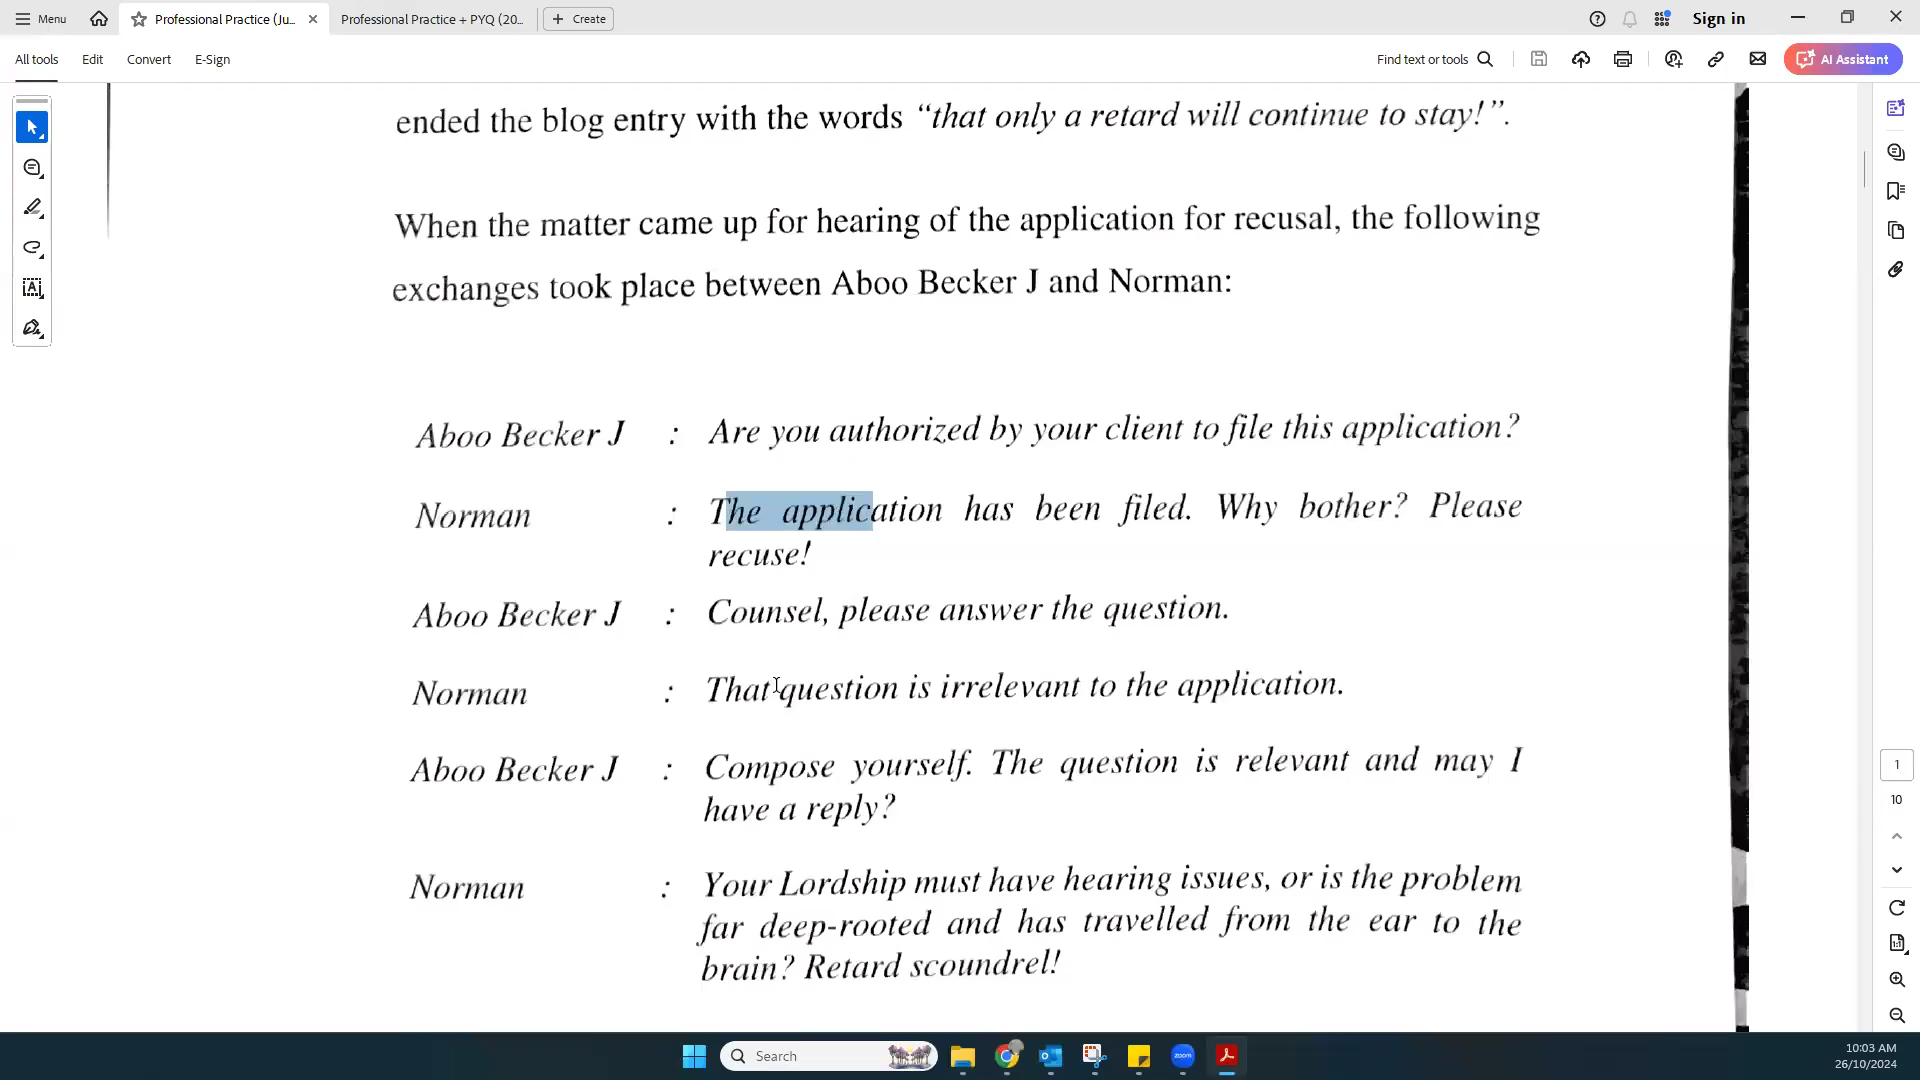 Menu
Professional Practice (Ju...
Professional Practice + PYQ (20...
Create
Sign in
All tools
Edit
Convert
E-Sign
Find text or tools
AI Assistant
ended the blog entry with the words “that only a retard will continue to stay!”.
When the matter came up for hearing of the application for recusal, the following
exchanges took place between Aboo Becker J and Norman:
Aboo Becker J : Are you authorized by your client to file this application?
Norman : The application has been filed. Why bother? Please
recuse!
Aboo Becker J : Counsel, please answer the question.
Norman : That question is irrelevant to the application.
Aboo Becker J : Compose yourself. The question is relevant and may I
have a reply?
Norman : Your Lordship must have hearing issues, or is the problem
far deep-rooted and has travelled from the ear to the
brain? Retard scoundrel!
1
10
1:1
Search
zoom
10:03 AM
26/10/2024